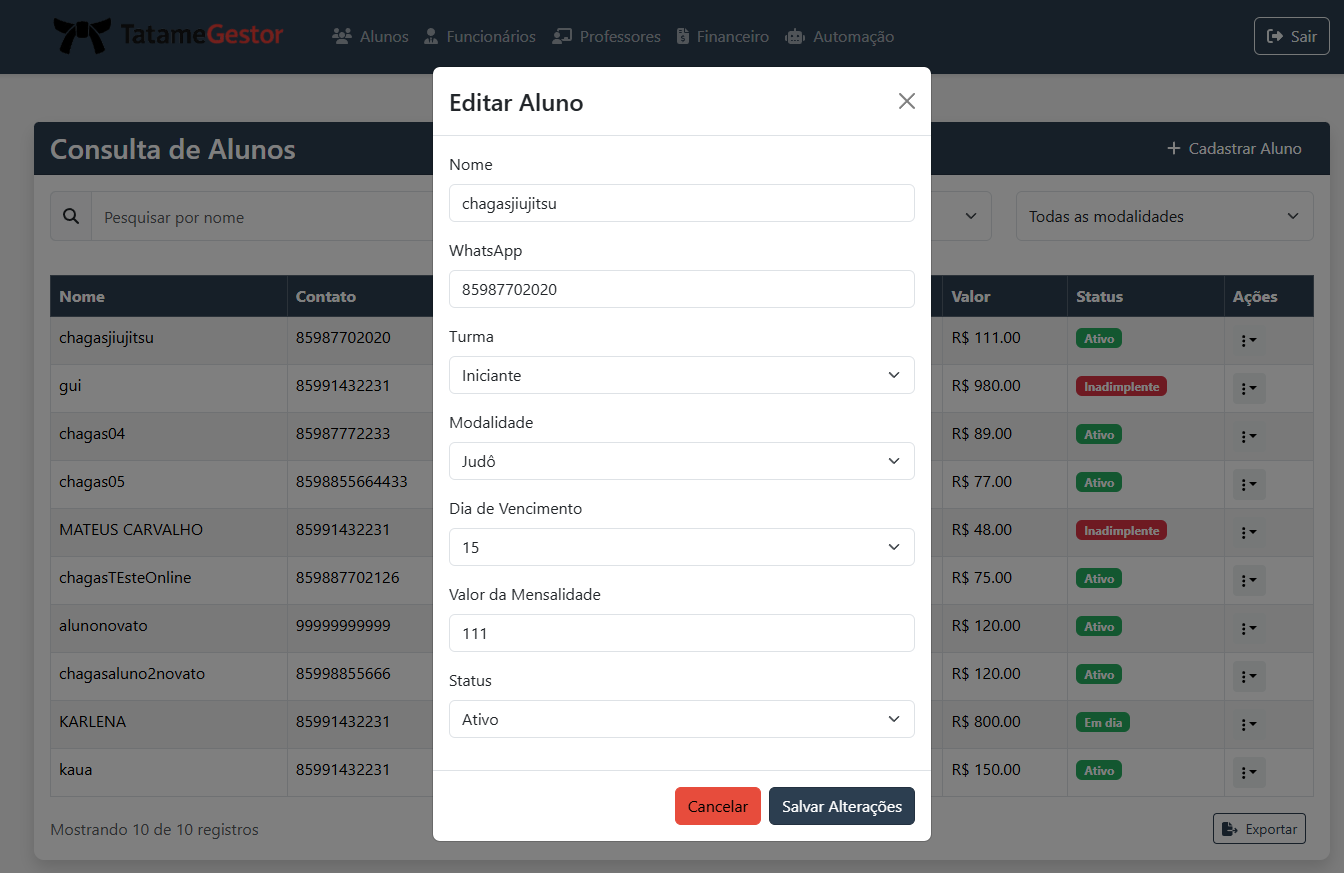 TatameGestor Alunos Funcionários Professores Financeiro Automação Sair
Editar Aluno
Consulta de Alunos
Cadastrar Aluno
Nome
chagasjiujitsu
Pesquisar por nome
Todas as modalidades
WhatsApp
85987702020
Turma
Iniciante
Modalidade
Judô
Dia de Vencimento
15
Valor da Mensalidade
111
Status
Ativo
Cancelar Salvar Alterações
Nome Contato Valor Status Ações
chagasjiujitsu 85987702020 R$ 111.00 Ativo
gui 85991432231 R$ 980.00 Inadimplente
chagas04 85987772233 R$ 89.00 Ativo
chagas05 8598855664433 R$ 77.00 Ativo
MATEUS CARVALHO 85991432231 R$ 48.00 Inadimplente
chagasTEsteOnline 859887702126 R$ 75.00 Ativo
alunonovato 99999999999 R$ 120.00 Ativo
chagasaluno2novato 85998855666 R$ 120.00 Ativo
KARLENA 85991432231 R$ 800.00 Em dia
kaua 85991432231 R$ 150.00 Ativo
Mostrando 10 de 10 registros
Exportar